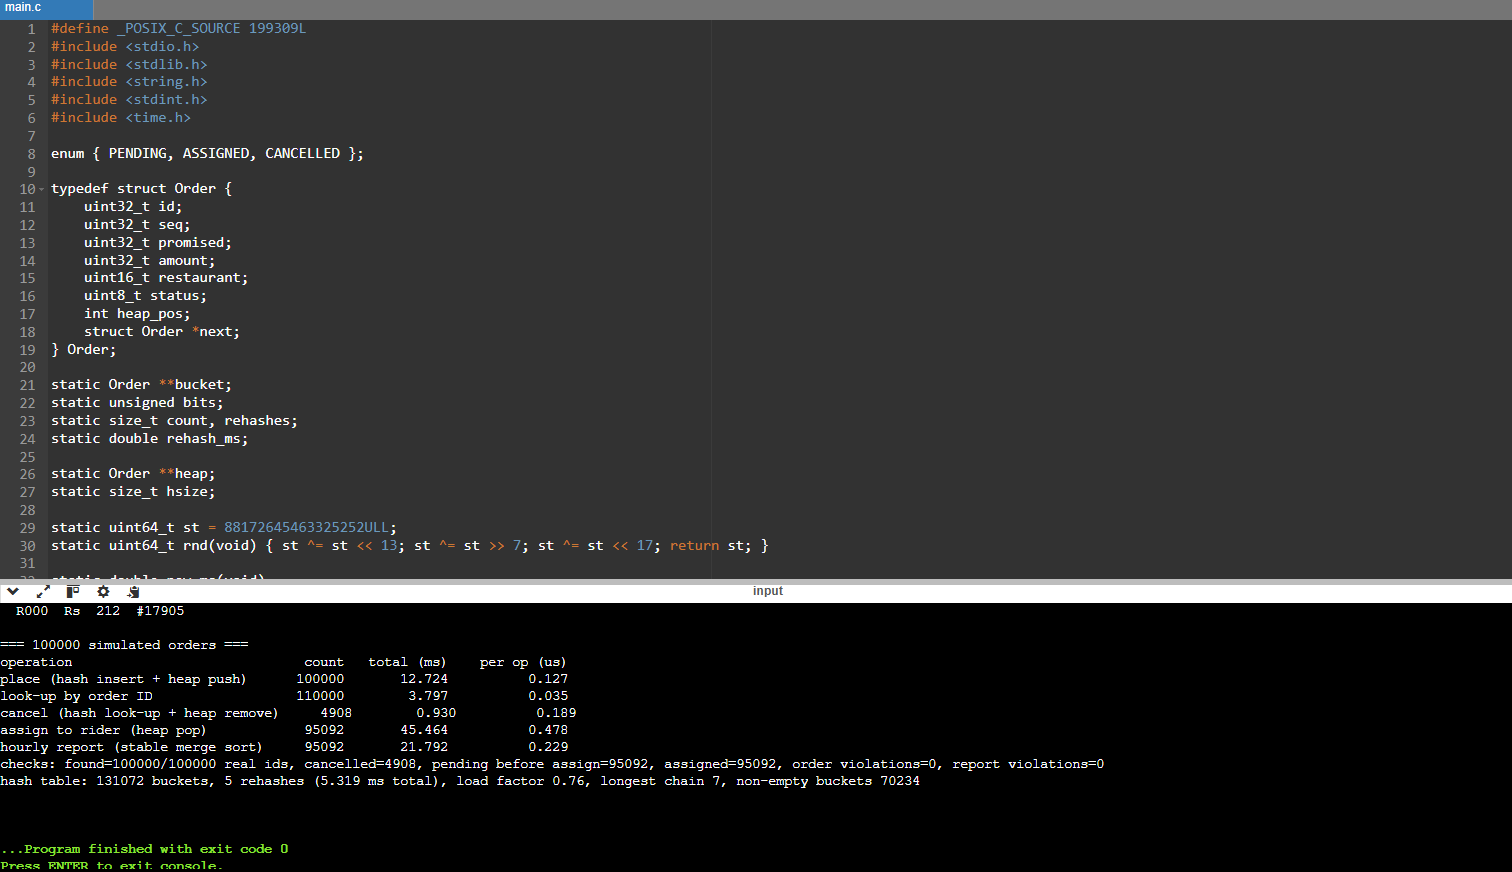 main.c
1 #define _POSIX_C_SOURCE 199309L
2 #include <stdio.h>
3 #include <stdlib.h>
4 #include <string.h>
5 #include <stdint.h>
6 #include <time.h>
7
8 enum { PENDING, ASSIGNED, CANCELLED };
9
10 typedef struct Order {
11     uint32_t id;
12     uint32_t seq;
13     uint32_t promised;
14     uint32_t amount;
15     uint16_t restaurant;
16     uint8_t status;
17     int heap_pos;
18     struct Order *next;
19 } Order;
20
21 static Order **bucket;
22 static unsigned bits;
23 static size_t count, rehashes;
24 static double rehash_ms;
25
26 static Order **heap;
27 static size_t hsize;
28
29 static uint64_t st = 88172645463325252ULL;
30 static uint64_t rnd(void) { st ^= st << 13; st ^= st >> 7; st ^= st << 17; return st; }
31
32 static double now_ms(void)
input
R000  Rs  212  #17905
=== 100000 simulated orders ===
operation count total (ms) per op (us)
place (hash insert + heap push) 100000 12.724 0.127
look-up by order ID 110000 3.797 0.035
cancel (hash look-up + heap remove) 4908 0.930 0.189
assign to rider (heap pop) 95092 45.464 0.478
hourly report (stable merge sort) 95092 21.792 0.229
checks: found=100000/100000 real ids, cancelled=4908, pending before assign=95092, assigned=95092, order violations=0, report violations=0
hash table: 131072 buckets, 5 rehashes (5.319 ms total), load factor 0.76, longest chain 7, non-empty buckets 70234
...Program finished with exit code 0
Press ENTER to exit console.